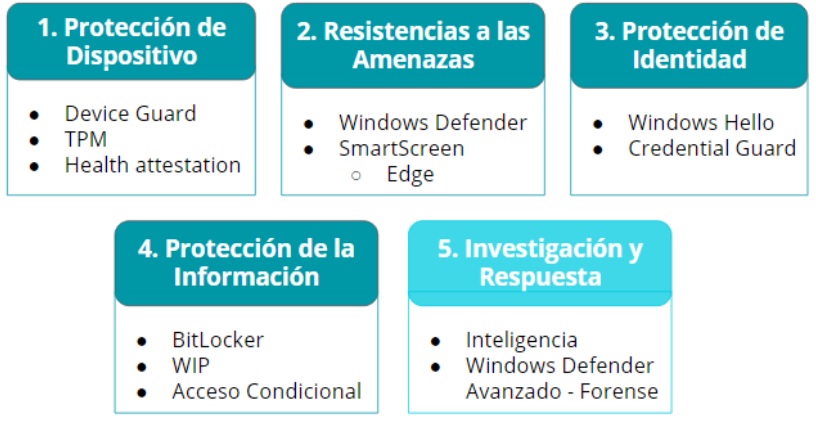 1. Protección de
Dispositivo
● Device Guard
● TPM
● Health attestation
2. Resistencias a las
Amenazas
● Windows Defender
● SmartScreen
○ Edge
3. Protección de
Identidad
● Windows Hello
● Credential Guard
4. Protección de la
Información
● BitLocker
● WIP
● Acceso Condicional
5. Investigación y
Respuesta
● Inteligencia
● Windows Defender
Avanzado - Forense